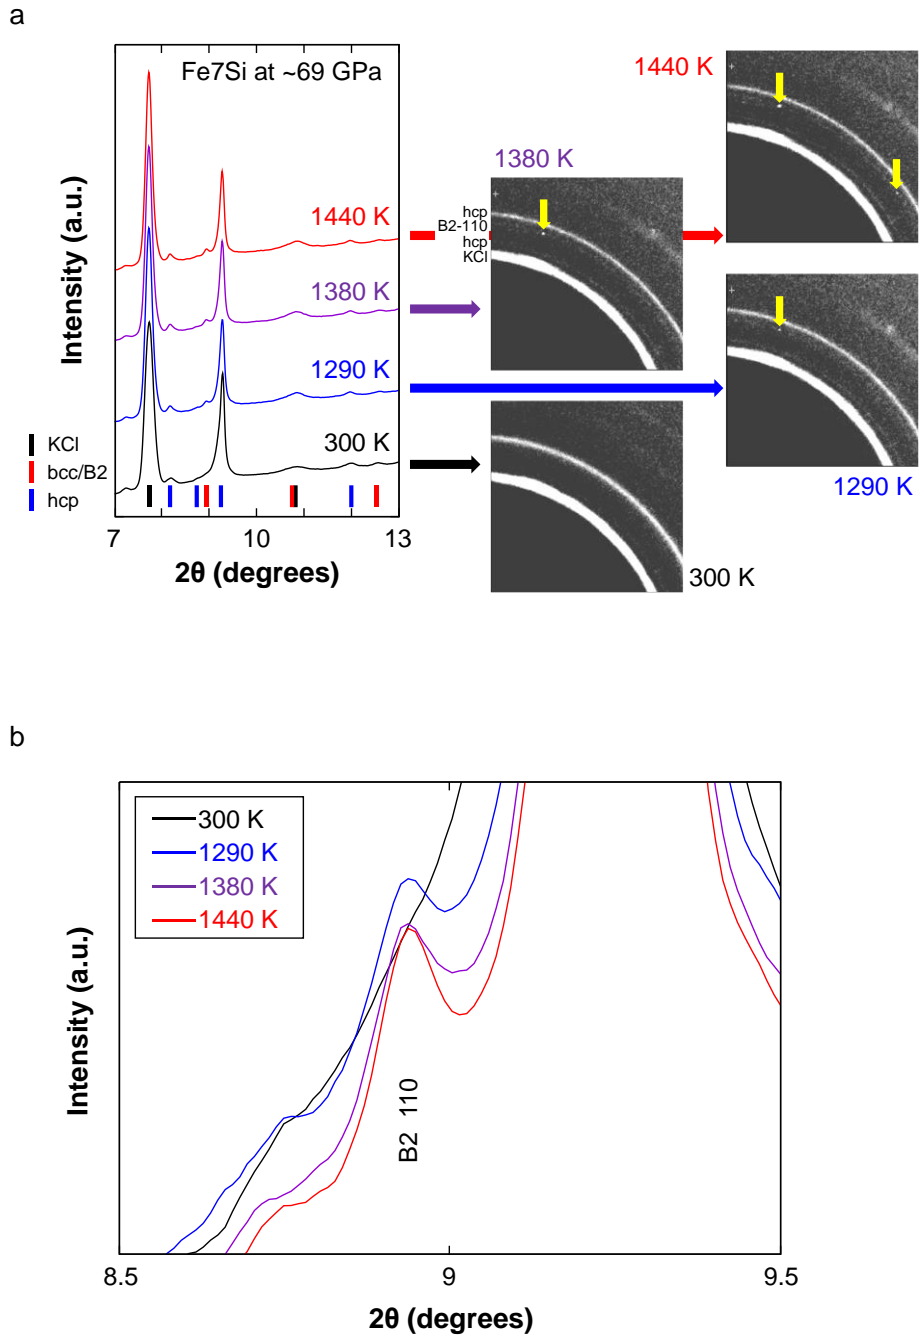 a
Fe7Si at ~69 GPa
1440 K
1380 K
1290 K
300 K
Intensity (a.u.)
KCl
bcc/B2
hcp
7
10
13
2θ (degrees)
1440 K
1380 K
hcp
B2-110
hcp
KCl
1290 K
300 K
b
300 K
1290 K
1380 K
1440 K
Intensity (a.u.)
B2 110
8.5
9
9.5
2θ (degrees)